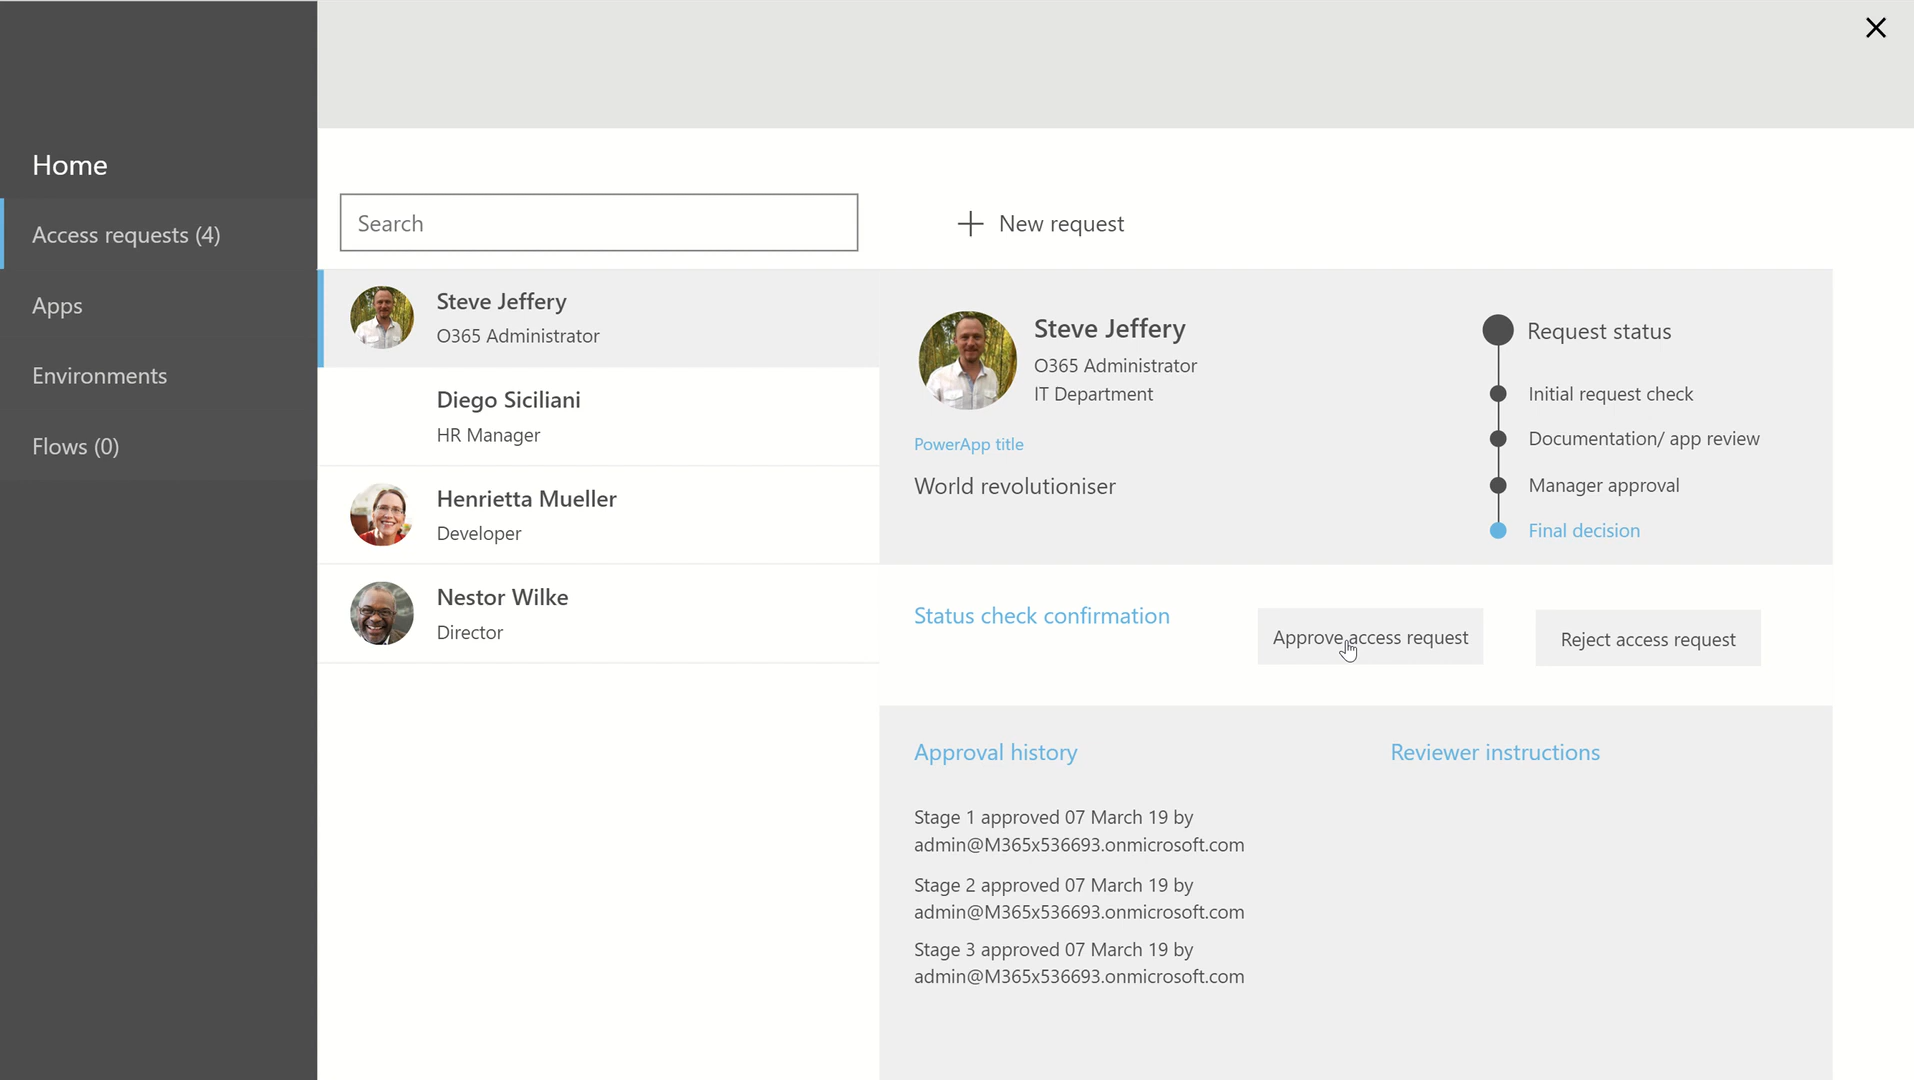 Home
Access requests (4)
Apps
Environments
Flows (0)
Search
New request
Steve Jeffery
O365 Administrator
Diego Siciliani
HR Manager
Henrietta Mueller
Developer
Nestor Wilke
Director
Steve Jeffery
O365 Administrator
IT Department
PowerApp title
World revolutioniser
Request status
Initial request check
Documentation/ app review
Manager approval
Final decision
Status check confirmation
Approve access request
Reject access request
Approval history
Stage 1 approved 07 March 19 by
admin@M365x536693.onmicrosoft.com
Stage 2 approved 07 March 19 by
admin@M365x536693.onmicrosoft.com
Stage 3 approved 07 March 19 by
admin@M365x536693.onmicrosoft.com
Reviewer instructions